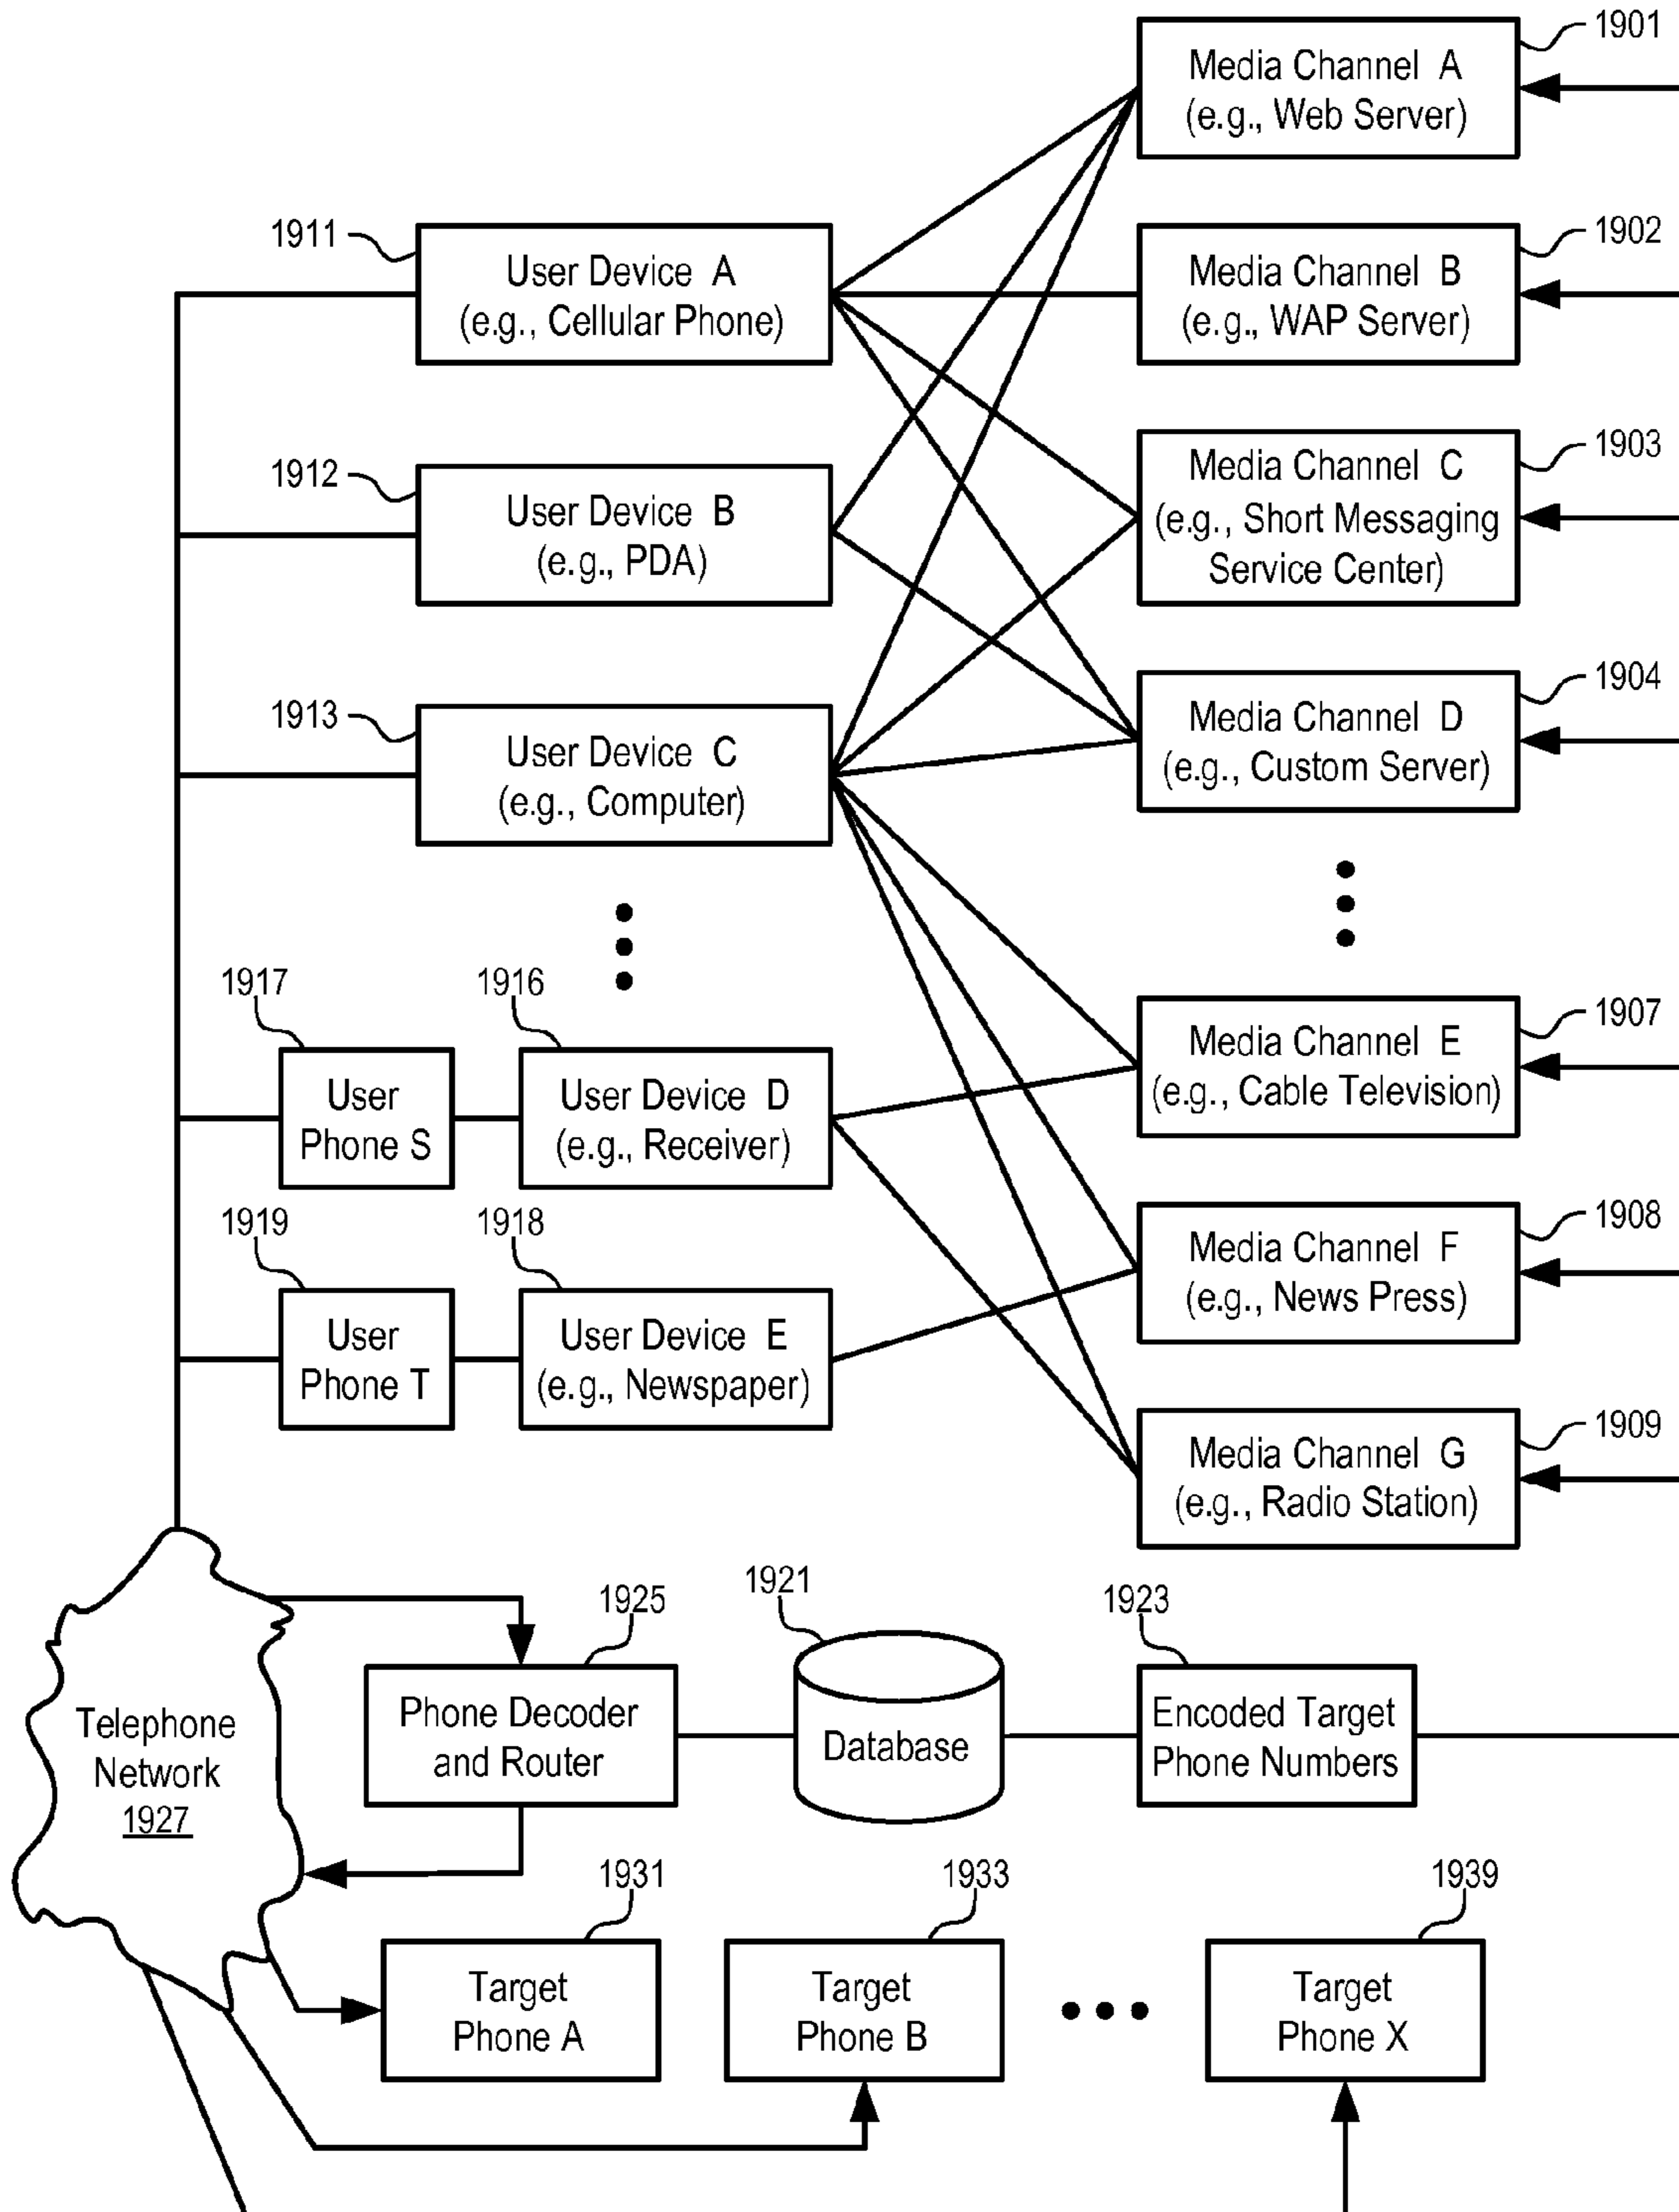 1901
Media Channel A
(e.g., Web Server)
1911
User Device A
(e.g., Cellular Phone)
1902
Media Channel B
(e.g., WAP Server)
1912
User Device B
(e.g., PDA)
1903
Media Channel C
(e.g., Short Messaging
Service Center)
1913
User Device C
(e.g., Computer)
1904
Media Channel D
(e.g., Custom Server)
1917
User
Phone S
1916
User Device D
(e.g., Receiver)
1907
Media Channel E
(e.g., Cable Television)
1919
User
Phone T
1918
User Device E
(e.g., Newspaper)
1908
Media Channel F
(e.g., News Press)
1909
Media Channel G
(e.g., Radio Station)
Telephone
Network
1927
1925
Phone Decoder
and Router
1921
Database
1923
Encoded Target
Phone Numbers
1931
Target
Phone A
1933
Target
Phone B
1939
Target
Phone X